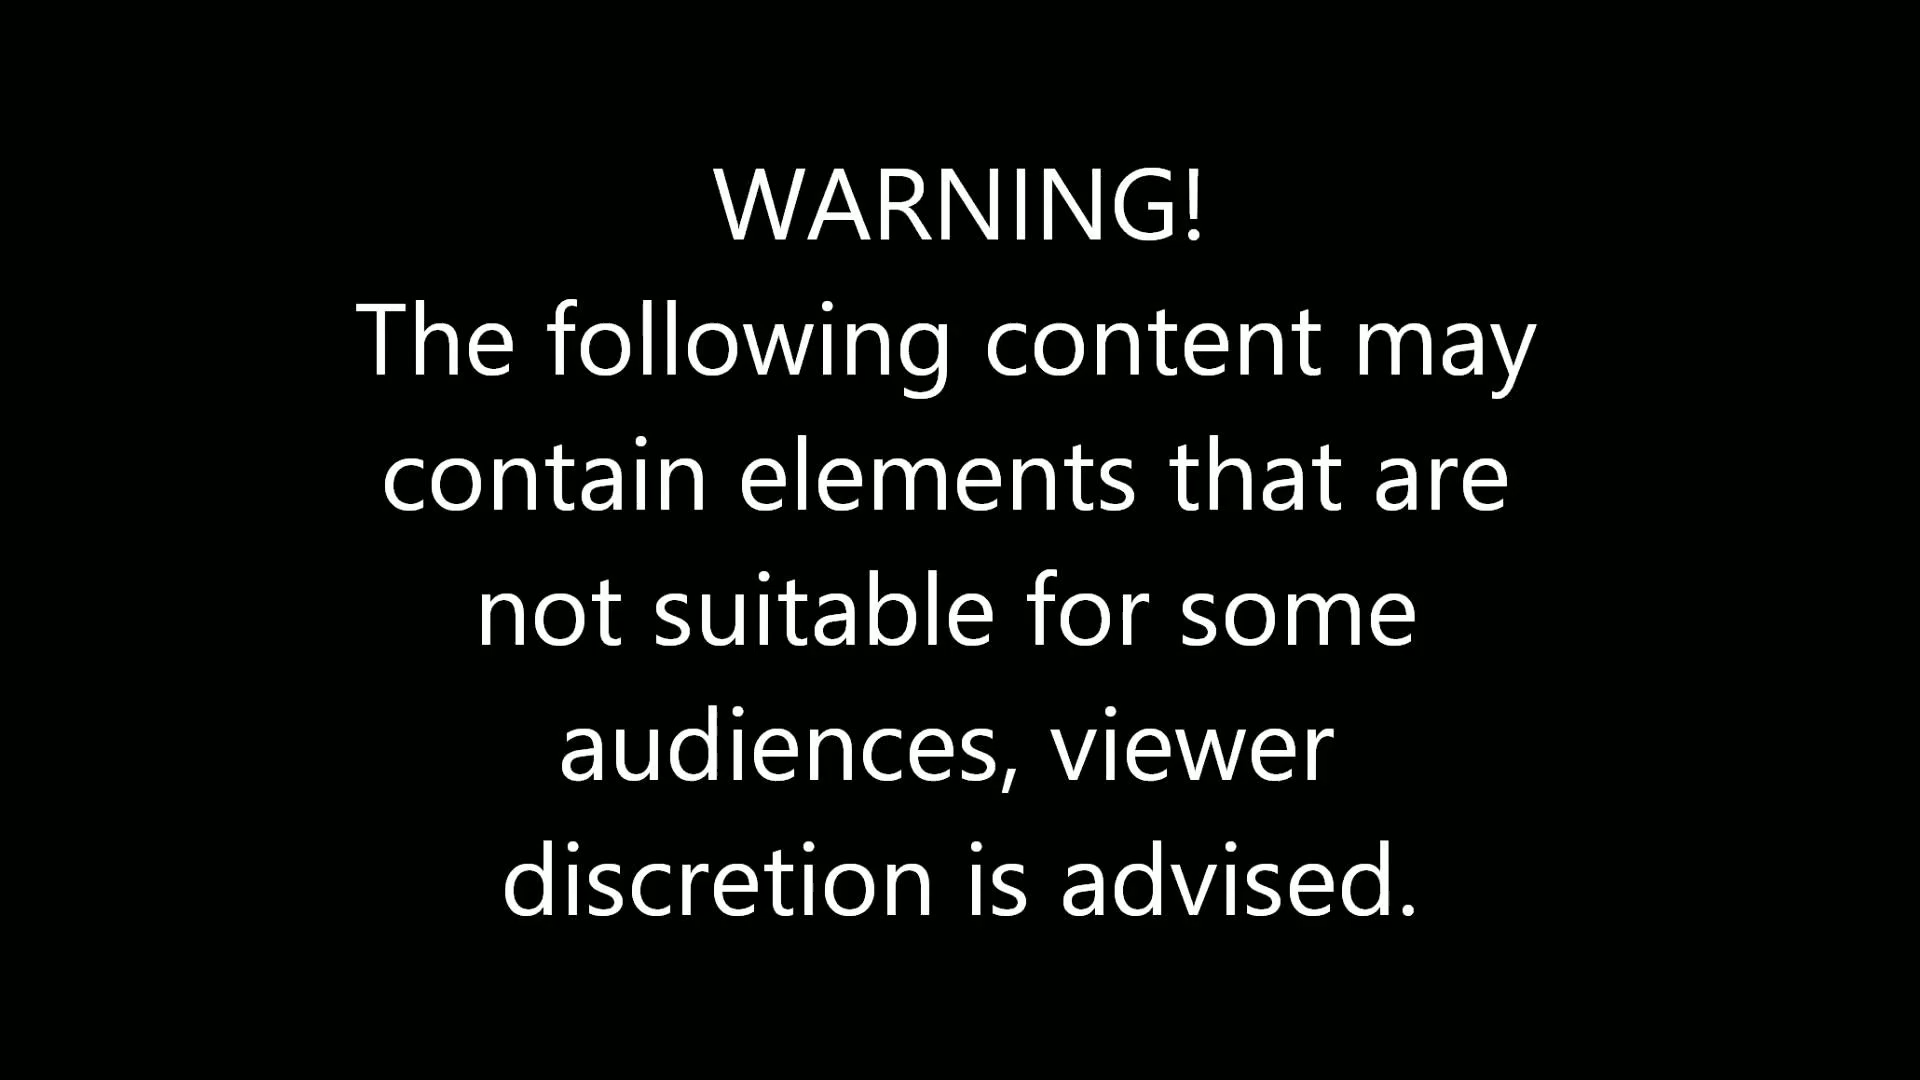 WARNING!
The following content may
contain elements that are
not suitable for some
audiences, viewer
discretion is advised.